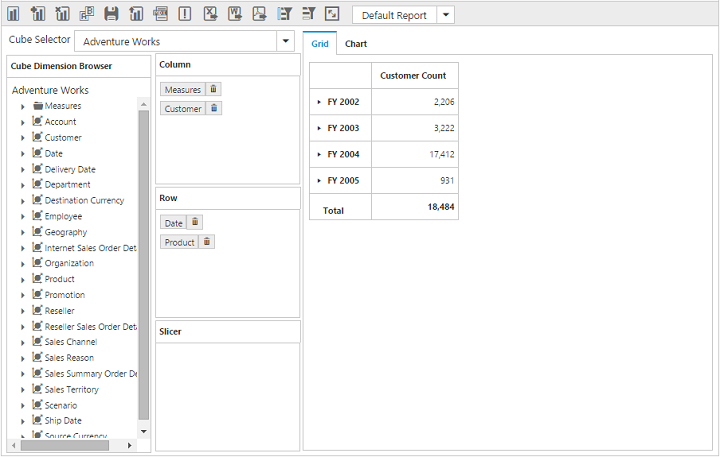 Default Report
Cube Selector
Adventure Works
Cube Dimension Browser
Adventure Works
Measures
Account
Customer
Date
Delivery Date
Department
Destination Currency
Employee
Geography
Internet Sales Order Deta
Organization
Product
Promotion
Reseller
Reseller Sales Order Deta
Sales Channel
Sales Reason
Sales Summary Order De
Sales Territory
Scenario
Ship Date
Source Currency
Column
Measures
Customer
Row
Date
Product
Slicer
Grid Chart
Customer Count
FY 2002 2,206
FY 2003 3,222
FY 2004 17,412
FY 2005 931
Total 18,484